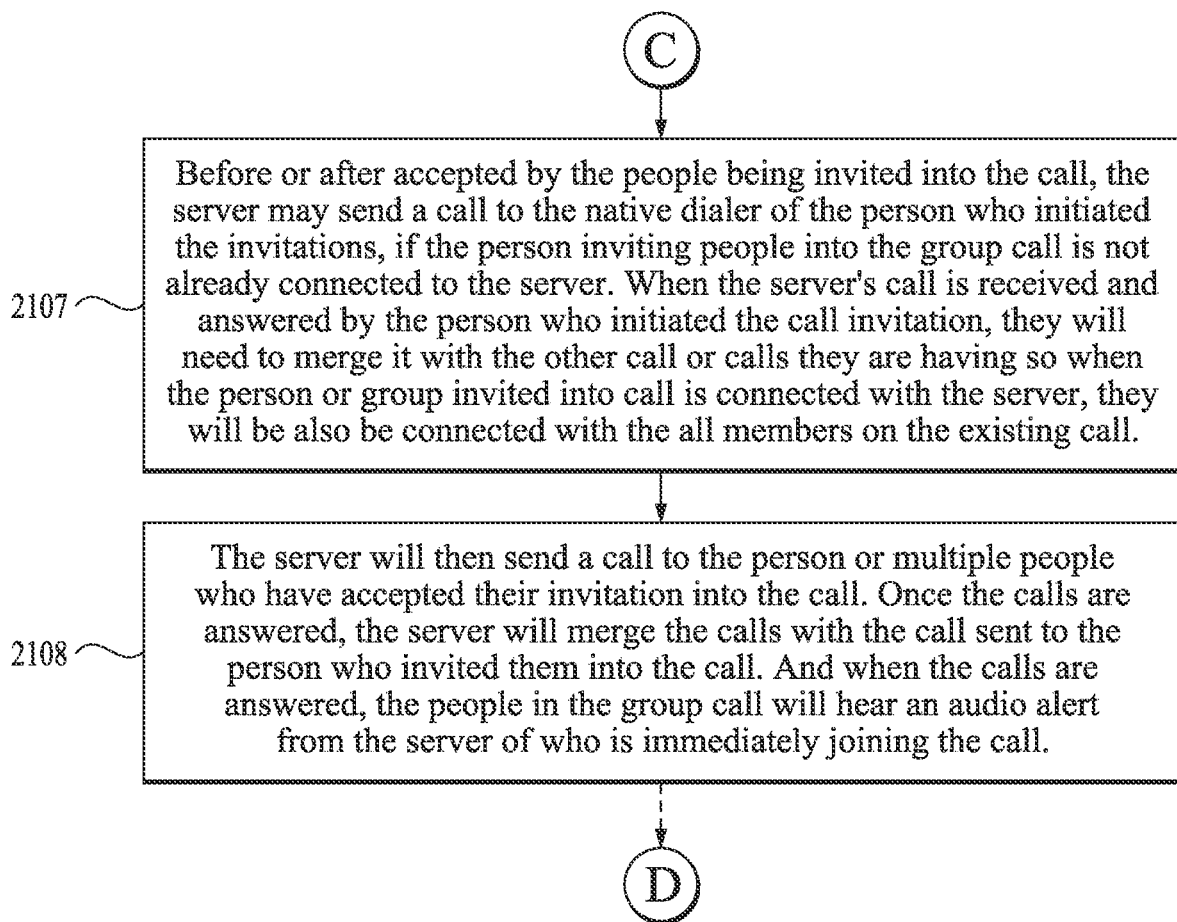 C
Before or after accepted by the people being invited into the call, the
server may send a call to the native dialer of the person who initiated
the invitations, if the person inviting people into the group call is not
already connected to the server. When the server's call is received and
2107
answered by the person who initiated the call invitation, they will
need to merge it with the other call or calls they are having so when
the person or group invited into call is connected with the server, they
will be also be connected with the all members on the existing call.
The server will then send a call to the person or multiple people
who have accepted their invitation into the call. Once the calls are
answered, the server will merge the calls with the call sent to the
2108
person who invited them into the call. And when the calls are
answered, the people in the group call will hear an audio alert
from the server of who is immediately joining the call.
D